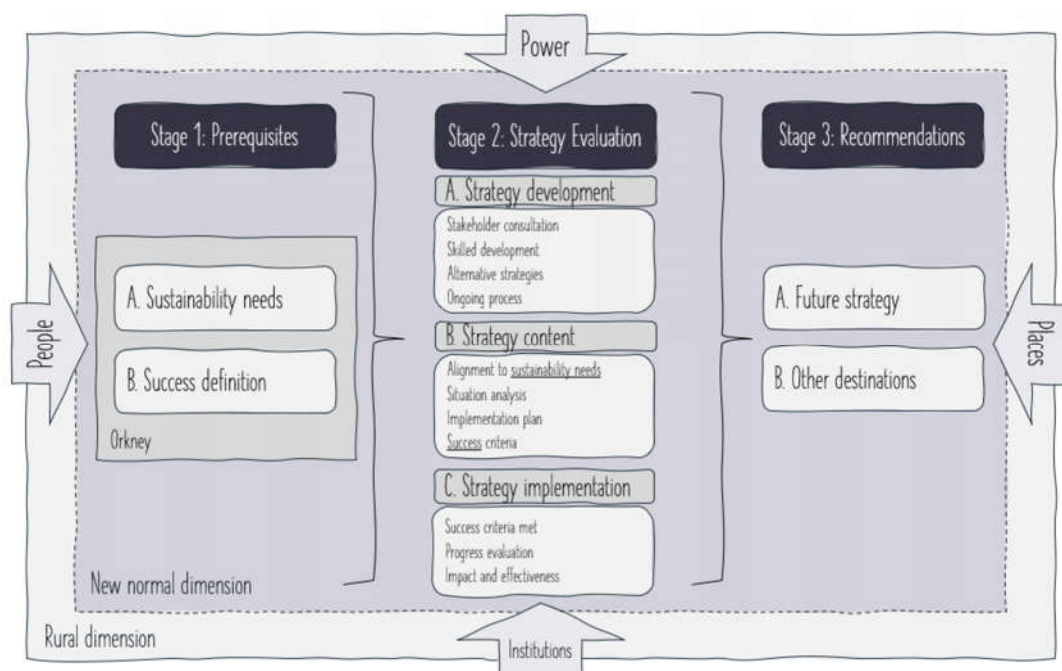 Power
Stage 1: Prerequisites
Stage 2: Strategy Evaluation
Stage 3: Recommendations
A. Strategy development
Stakeholder consultation
Skilled development
Alternative strategies
Ongoing process
A. Sustainability needs
B. Success definition
Orkney
People
B. Strategy content
Alignment to sustainability needs
Situation analysis
Implementation plan
Success criteria
A. Future strategy
B. Other destinations
Places
C. Strategy implementation
Success criteria met
Progress evaluation
Impact and effectiveness
New normal dimension
Rural dimension
Institutions